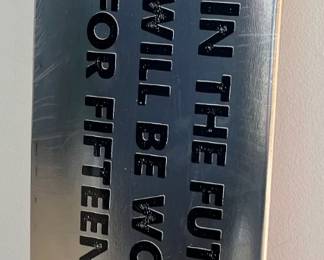 IN THE FUT
WILL BE WO
FOR FIFTEEN